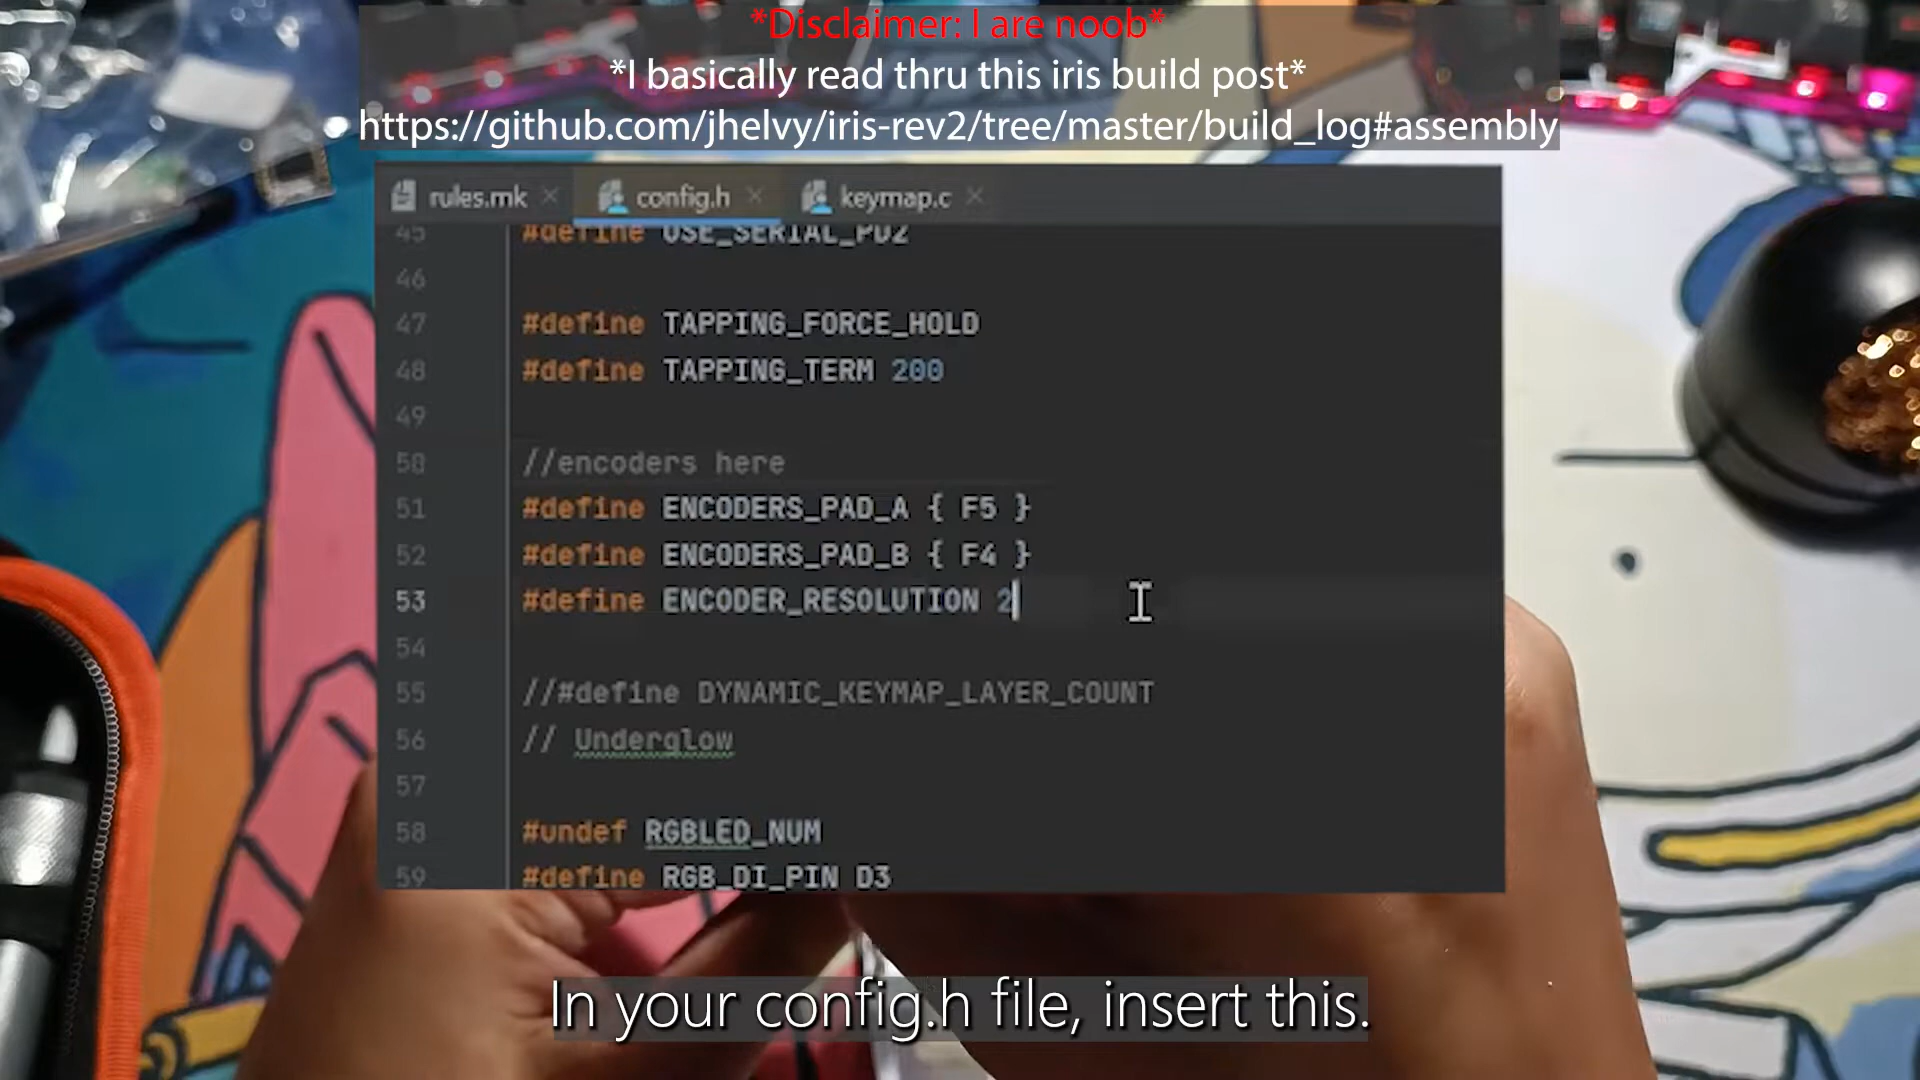 *Disclaimer: I are noob*
*I basically read thru this iris build post*
https://github.com/jhelvy/iris-rev2/tree/master/build_log#assembly
rules.mk config.h keymap.c
45 #define USE_SERIAL_PD2
46
47 #define TAPPING_FORCE_HOLD
48 #define TAPPING_TERM 200
49
50 //encoders here
51 #define ENCODERS_PAD_A { F5 }
52 #define ENCODERS_PAD_B { F4 }
53 #define ENCODER_RESOLUTION 2
54
55 //#define DYNAMIC_KEYMAP_LAYER_COUNT
56 // Underglow
57
58 #undef RGBLED_NUM
59 #define RGB_DI_PIN D3
In your config.h file, insert this.